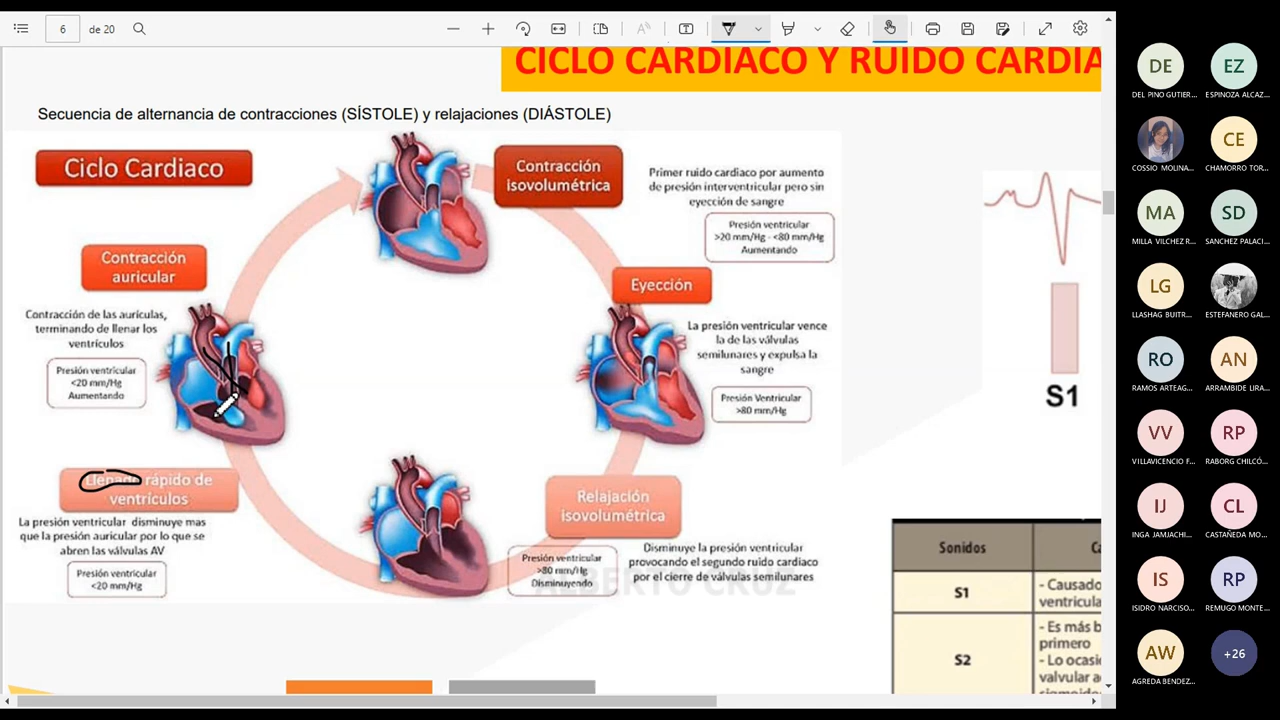 6
de 20
CICLO CARDIACO Y RUIDO CARDIA
Secuencia de alternancia de contracciones (SÍSTOLE) y relajaciones (DIÁSTOLE)
Ciclo Cardiaco
Contracción
isovolumétrica
Primer ruido cardiaco por aumento
de presión interventricular pero sin
eyección de sangre
Presión ventricular
>20 mm/Hg - <80 mm/Hg
Aumentando
Contracción
auricular
Contracción de las aurículas,
terminando de llenar los
ventrículos
Presión ventricular
<20 mm/Hg
Aumentando
Eyección
La presión ventricular vence
la de las válvulas
semilunares y expulsa la
sangre
Presión Ventricular
>80 mm/Hg
Llenado rápido de
ventrículos
La presión ventricular disminuye mas
que la presión auricular por lo que se
abren las válvulas AV
Presión ventricular
<20 mm/Hg
Relajación
isovolumétrica
Presión ventricular
>80 mm/Hg
Disminuyendo
Disminuye la presión ventricular
provocando el segundo ruido cardiaco
por el cierre de válvulas semilunares
ALBERTO CRUZ
S1
Sonidos
Ca
S1
- Causado
ventricula
S2
- Es más b
primero
- Lo ocasi
valvular a
DE
DEL PINO GUTIER...
EZ
ESPINOZA ALCAZ...
COSSIO MOLINA...
CE
CHAMORRO TOR...
MA
MILLA VILCHEZ R...
SD
SANCHEZ PALACI...
LG
LLASHAG BUITR...
ESTEFANERO GAL...
RO
RAMOS ARTEAG...
AN
ARRAMBIDE LIRA...
VV
VILLAVICENCIO F...
RP
RABORG CHILCÓ...
IJ
INGA JAMJACHI...
CL
CASTAÑEDA MO...
IS
ISIDRO NARCISO...
RP
REMUGO MONTE...
AW
AGREDA BENDEZ...
+26